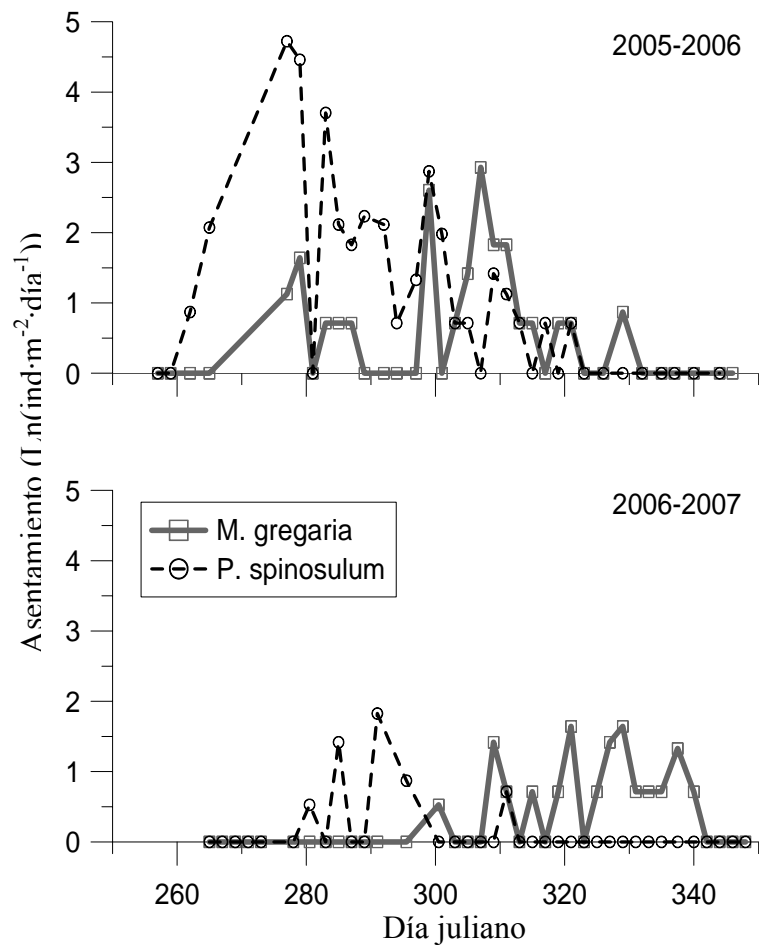 2005-2006
5
4
3
2
1
0
Asentamiento (Ln(ind·m⁻²·día⁻¹))
2006-2007
5
4
3
2
1
0
M. gregaria
P. spinosulum
260 280 300 320 340
Día juliano